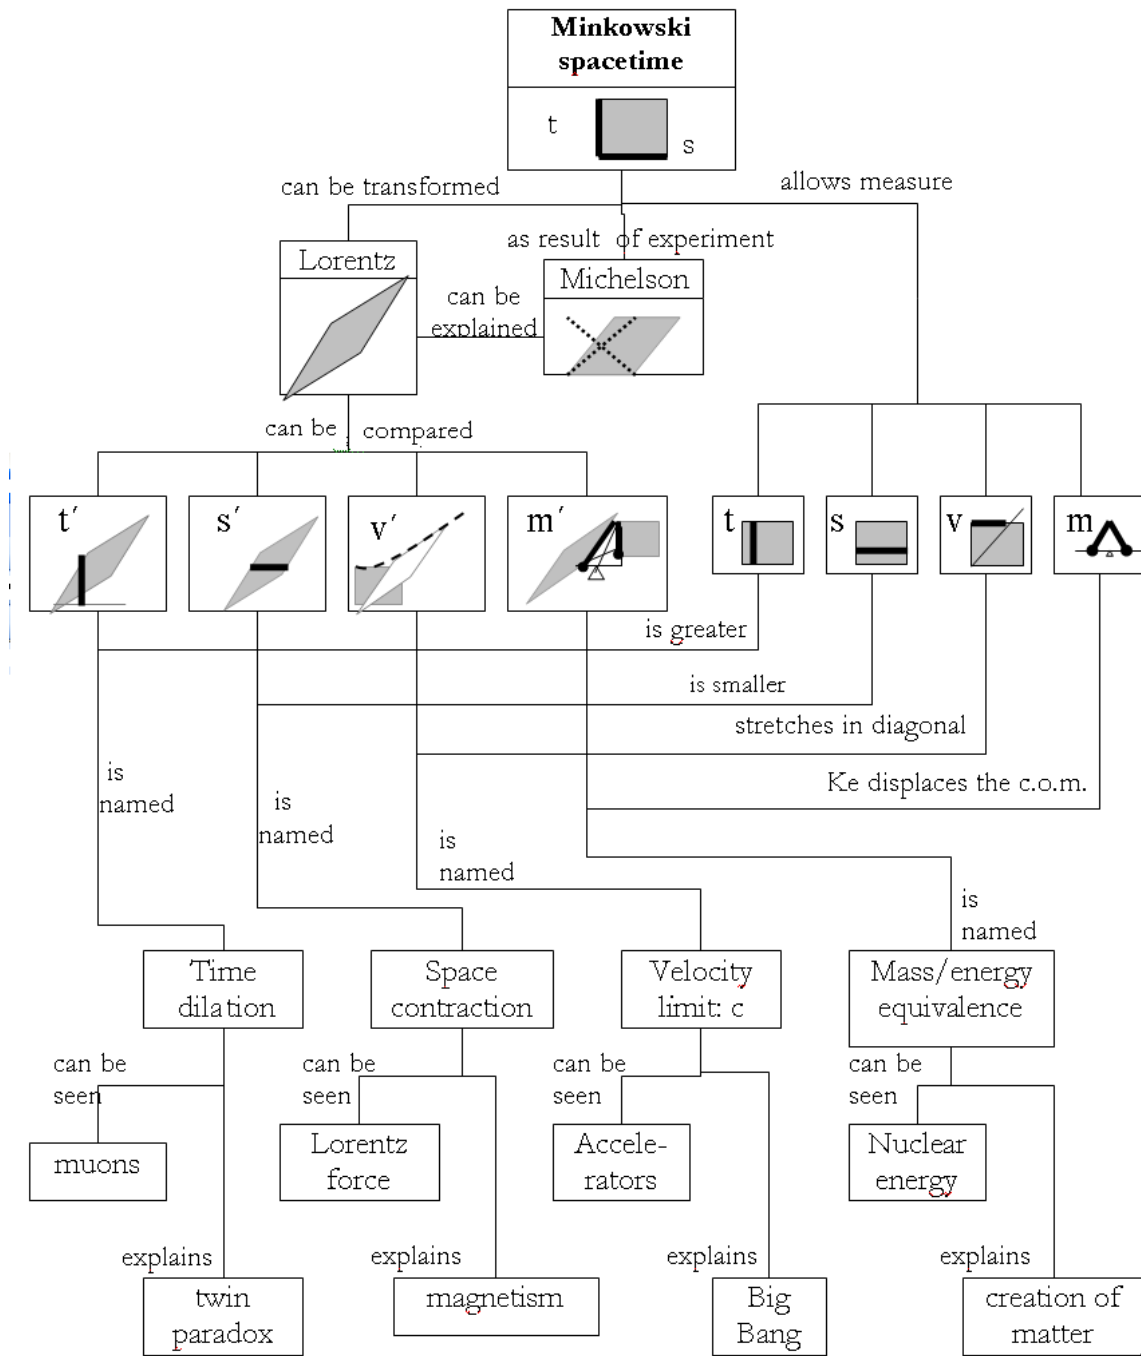 Minkowski
spacetime
t
s
can be transformed
allows measure
as result of experiment
Lorentz
Michelson
can be
explained
can be compared
t´
s´
v´
m´
t
s
v
m
is greater
is smaller
stretches in diagonal
Ke displaces the c.o.m.
is
named
is
named
is
named
is
named
Time
dilation
Space
contraction
Velocity
limit: c
Mass/energy
equivalence
can be
seen
can be
seen
can be
seen
can be
seen
muons
Lorentz
force
Accele-
rators
Nuclear
energy
explains
explains
explains
explains
twin
paradox
magnetism
Big
Bang
creation of
matter